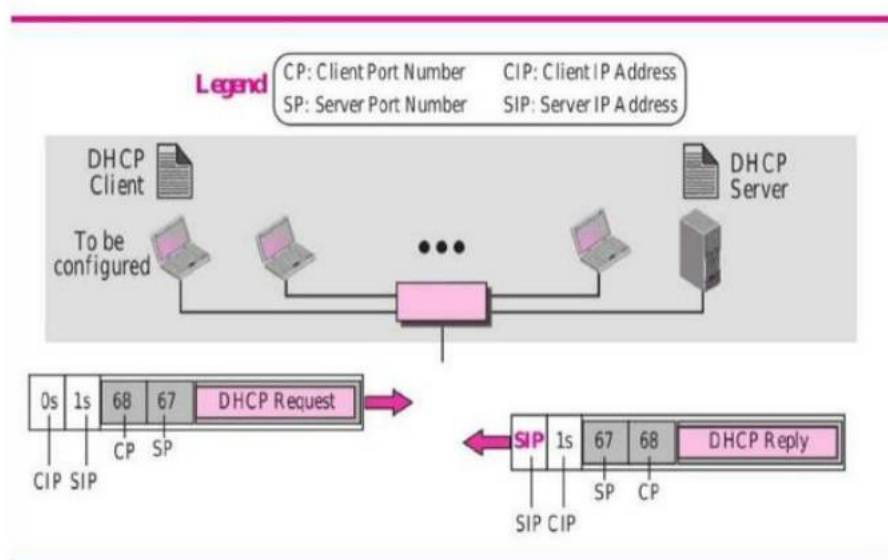 Legend
CP: Client Port Number CIP: Client IP Address
SP: Server Port Number SIP: Server IP Address
DHCP
Client
DHCP
Server
To be
configured
0s 1s 68 67 DHCP Request
CP SP
CIP SIP
SIP 1s 67 68 DHCP Reply
SP CP
SIP CIP